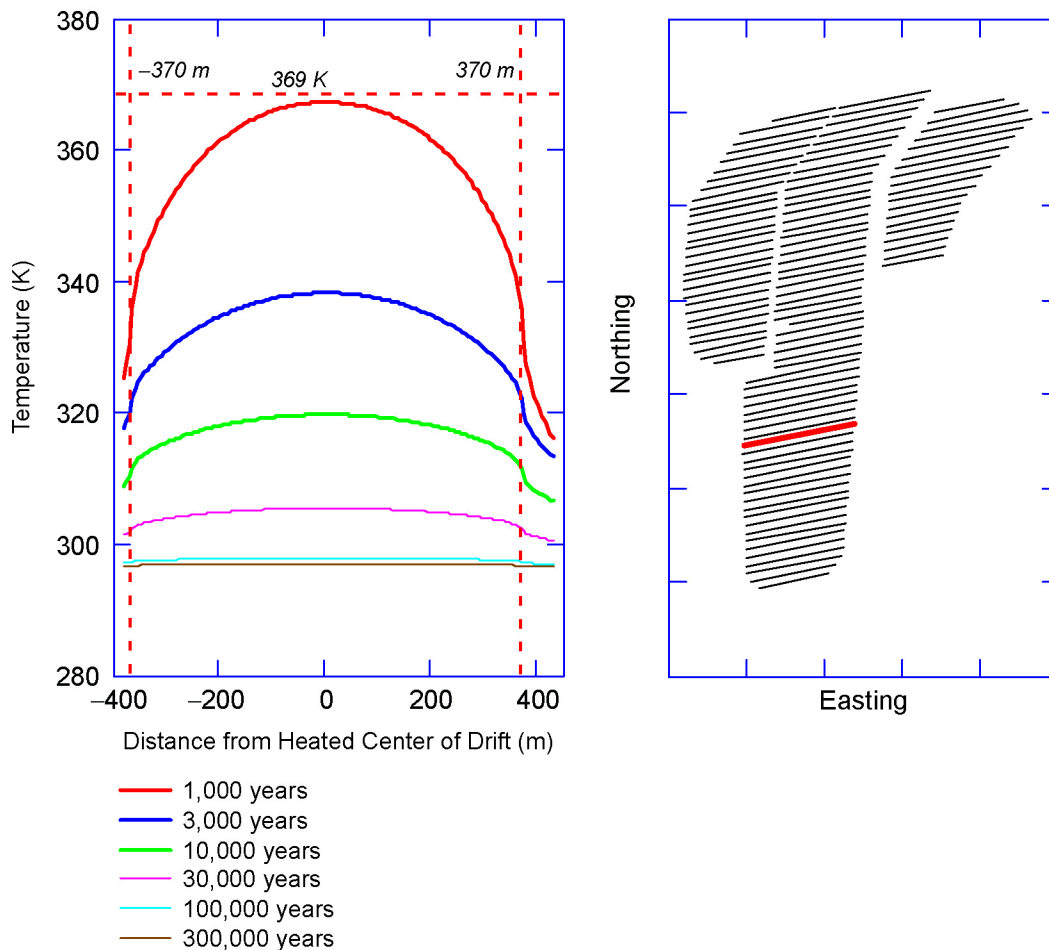 380
–370 m
370 m
369 K
360
340
320
300
280
Temperature (K)
–400
–200
0
200
400
Distance from Heated Center of Drift (m)
Northing
Easting
1,000 years
3,000 years
10,000 years
30,000 years
100,000 years
300,000 years